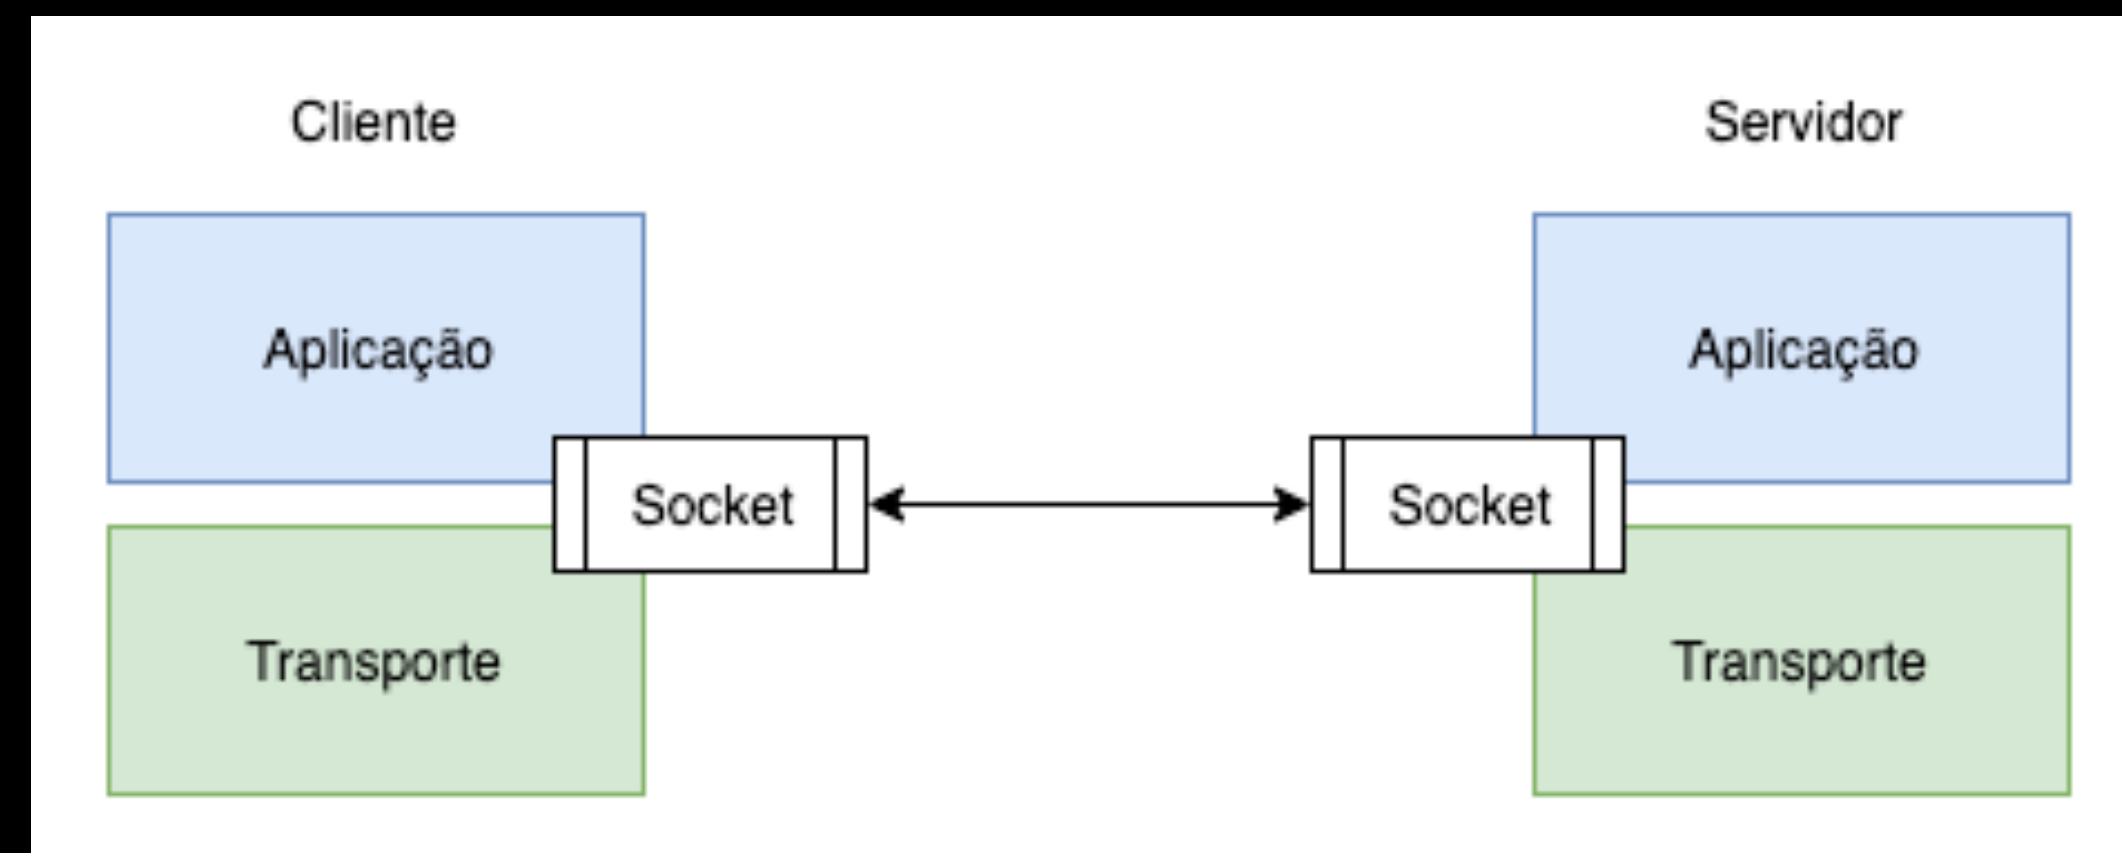 Cliente
Servidor
Aplicação
Aplicação
Socket
Socket
Transporte
Transporte